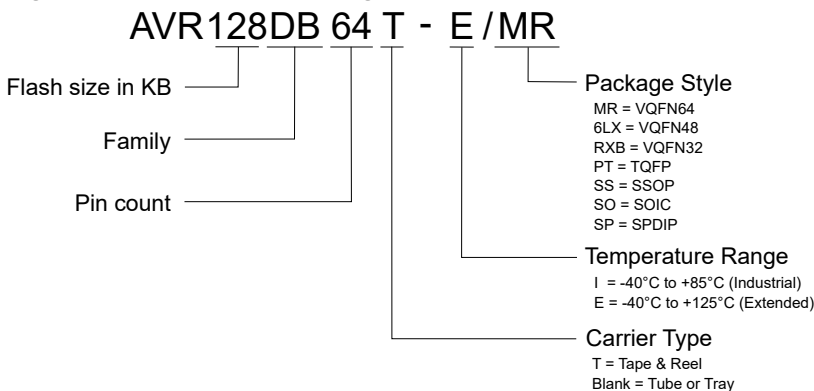 AVR128DB64T - E/MR
Flash size in KB
Family
Pin count
Package Style
MR = VQFN64
6LX = VQFN48
RXB = VQFN32
PT = TQFP
SS = SSOP
SO = SOIC
SP = SPDIP
Temperature Range
I = -40°C to +85°C (Industrial)
E = -40°C to +125°C (Extended)
Carrier Type
T = Tape & Reel
Blank = Tube or Tray